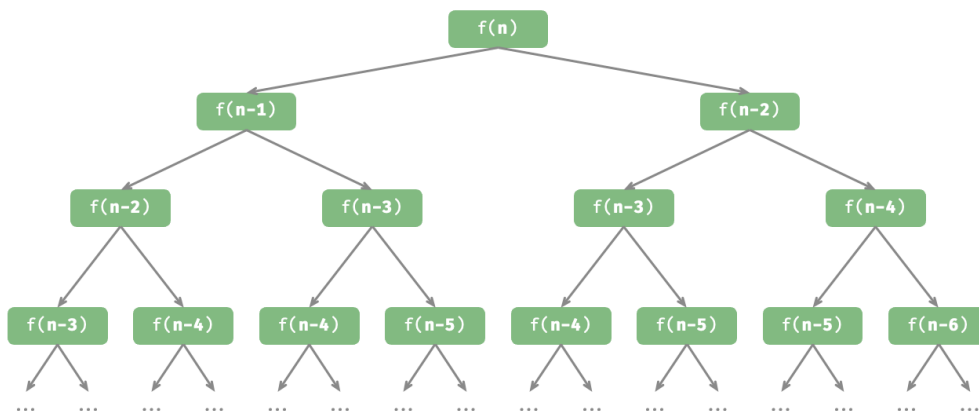 f(n)
f(n-1) f(n-2)
f(n-2) f(n-3) f(n-3) f(n-4)
f(n-3) f(n-4) f(n-4) f(n-5) f(n-4) f(n-5) f(n-5) f(n-6)
... ... ... ... ... ... ... ... ... ... ... ... ... ... ... ...